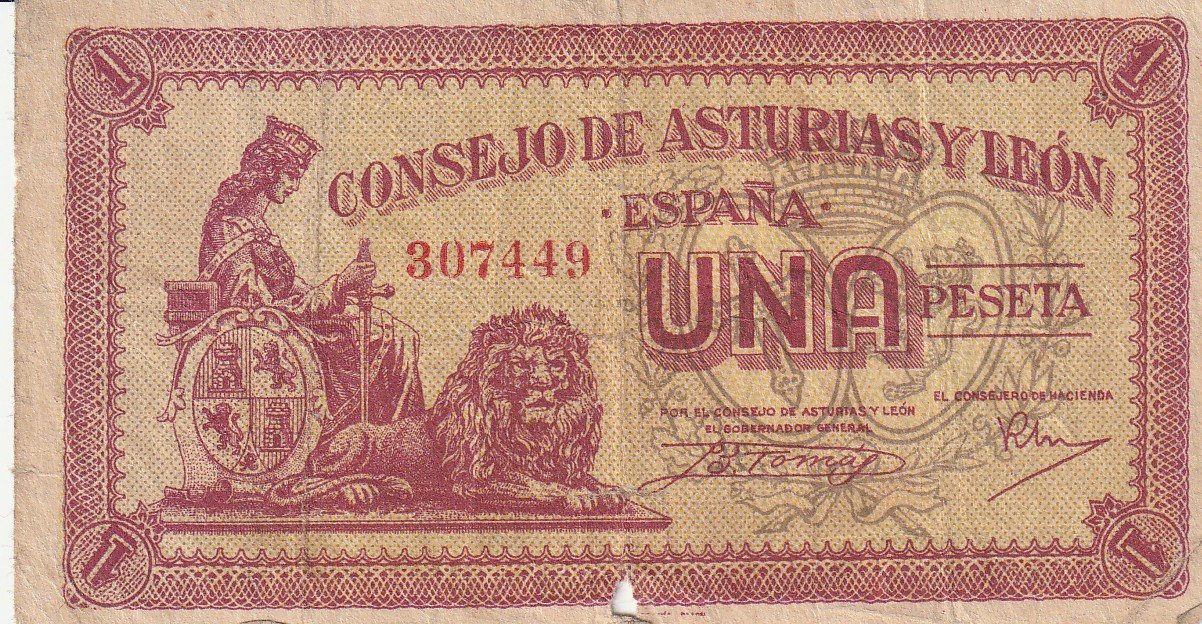 1
1
CONSEJO DE ASTURIAS Y LEÓN
· ESPAÑA ·
307449
UNA
PESETA
EL CONSEJERO DE HACIENDA
POR EL CONSEJO DE ASTURIAS Y LEÓN
EL GOBERNADOR GENERAL
B. Tomás
1
1